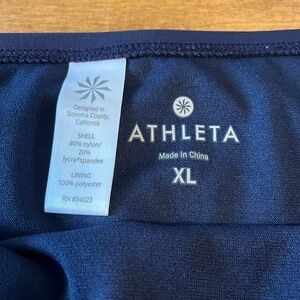 Designed in
Sonoma County,
California
SHELL
80% nylon/
20%
lycra®spandex
LINING
100% polyester
RN #54023
ATHLETA
Made in China
XL